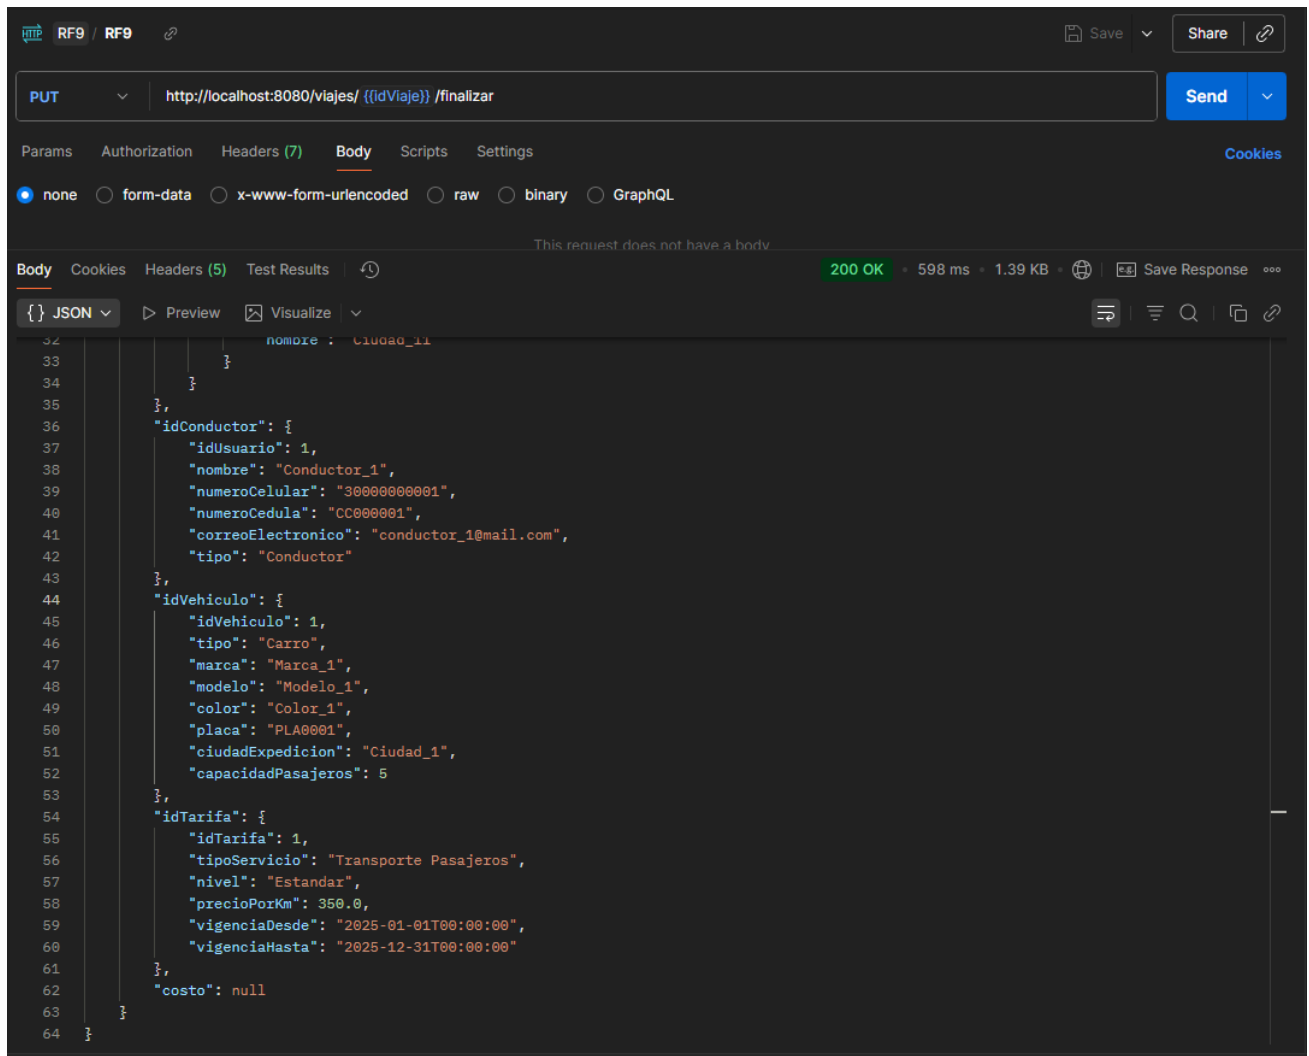 HTTP RF9 / RF9 Save Share
PUT http://localhost:8080/viajes/ {{idViaje}} /finalizar Send
Params Authorization Headers (7) Body Scripts Settings Cookies
none form-data x-www-form-urlencoded raw binary GraphQL
This request does not have a body
Body Cookies Headers (5) Test Results 200 OK • 598 ms • 1.39 KB • e.g. Save Response
{} JSON Preview Visualize
32 "nombre": "Ciudad_11"
33 }
34 }
35 },
36 "idConductor": {
37 "idUsuario": 1,
38 "nombre": "Conductor_1",
39 "numeroCelular": "30000000001",
40 "numeroCedula": "CC000001",
41 "correoElectronico": "conductor_1@mail.com",
42 "tipo": "Conductor"
43 },
44 "idVehiculo": {
45 "idVehiculo": 1,
46 "tipo": "Carro",
47 "marca": "Marca_1",
48 "modelo": "Modelo_1",
49 "color": "Color_1",
50 "placa": "PLA0001",
51 "ciudadExpedicion": "Ciudad_1",
52 "capacidadPasajeros": 5
53 },
54 "idTarifa": {
55 "idTarifa": 1,
56 "tipoServicio": "Transporte Pasajeros",
57 "nivel": "Estandar",
58 "precioPorKm": 350.0,
59 "vigenciaDesde": "2025-01-01T00:00:00",
60 "vigenciaHasta": "2025-12-31T00:00:00"
61 },
62 "costo": null
63 }
64 }